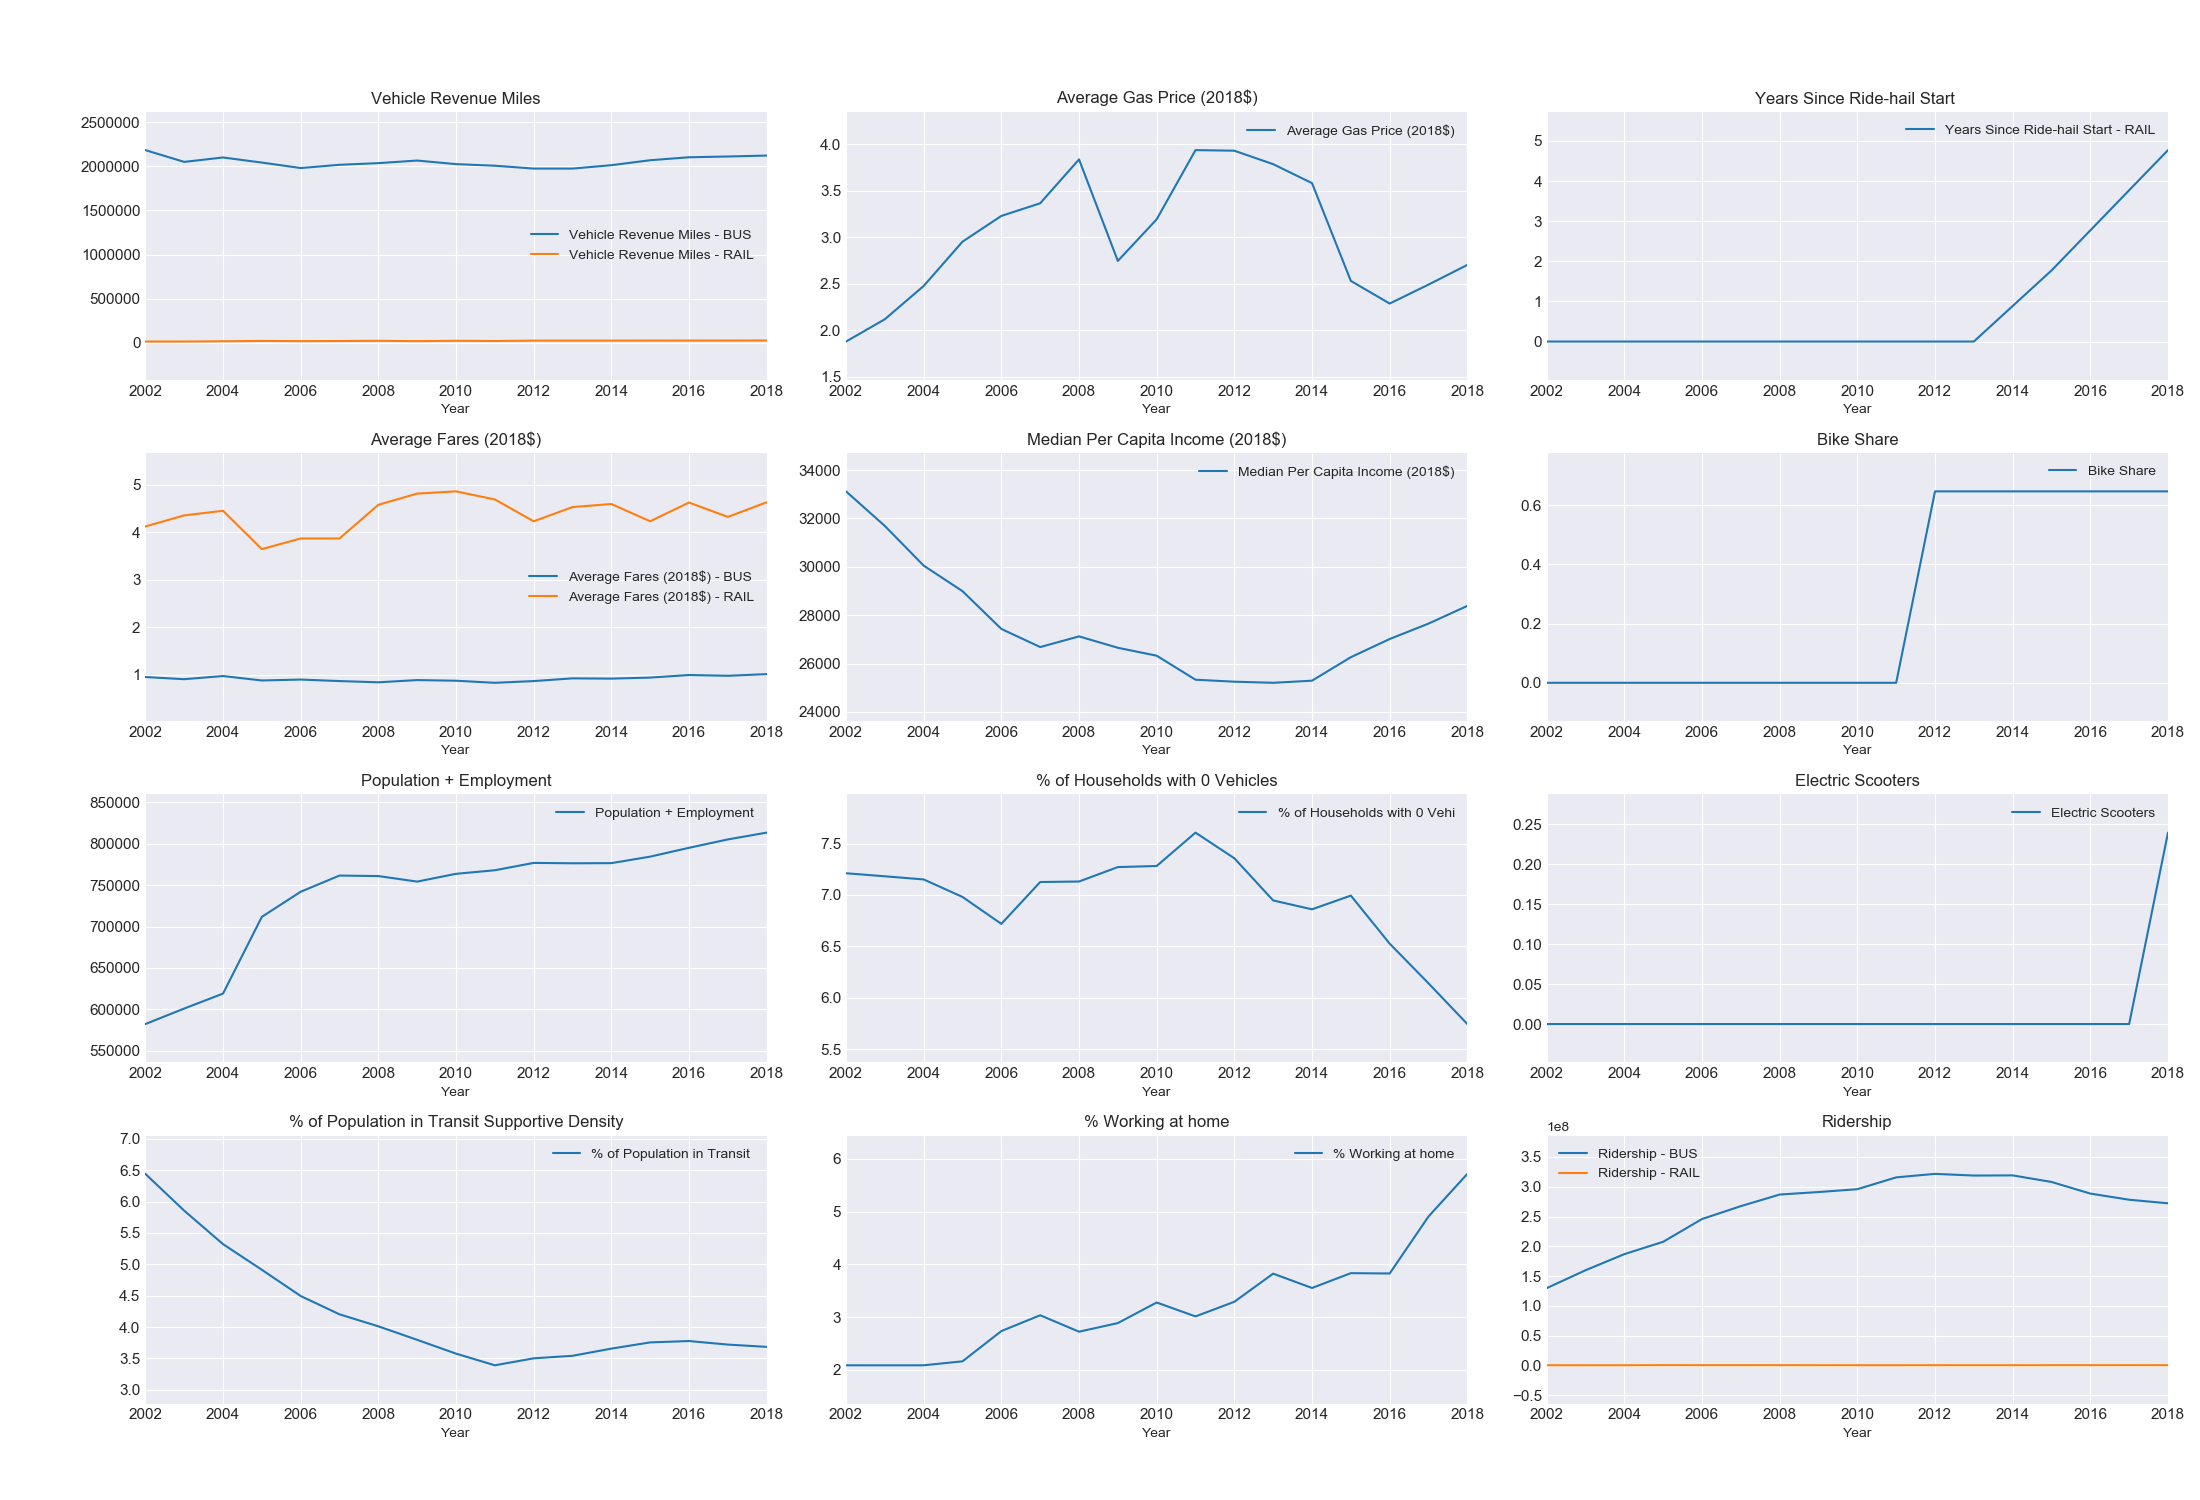 Vehicle Revenue Miles
2500000
2000000
1500000
1000000
500000
0
Vehicle Revenue Miles - BUS
Vehicle Revenue Miles - RAIL
2002 2004 2006 2008 2010 2012 2014 2016 2018
Year
Average Gas Price (2018$)
Average Gas Price (2018$)
4.0
3.5
3.0
2.5
2.0
1.5
2002 2004 2006 2008 2010 2012 2014 2016 2018
Year
Years Since Ride-hail Start
Years Since Ride-hail Start - RAIL
5
4
3
2
1
0
2002 2004 2006 2008 2010 2012 2014 2016 2018
Year
Average Fares (2018$)
5
4
3
2
1
Average Fares (2018$) - BUS
Average Fares (2018$) - RAIL
2002 2004 2006 2008 2010 2012 2014 2016 2018
Year
Median Per Capita Income (2018$)
Median Per Capita Income (2018$)
34000
32000
30000
28000
26000
24000
2002 2004 2006 2008 2010 2012 2014 2016 2018
Year
Bike Share
Bike Share
0.6
0.4
0.2
0.0
2002 2004 2006 2008 2010 2012 2014 2016 2018
Year
Population + Employment
Population + Employment
850000
800000
750000
700000
650000
600000
550000
2002 2004 2006 2008 2010 2012 2014 2016 2018
Year
% of Households with 0 Vehicles
% of Households with 0 Vehi
7.5
7.0
6.5
6.0
5.5
2002 2004 2006 2008 2010 2012 2014 2016 2018
Year
Electric Scooters
Electric Scooters
0.25
0.20
0.15
0.10
0.05
0.00
2002 2004 2006 2008 2010 2012 2014 2016 2018
Year
% of Population in Transit Supportive Density
% of Population in Transit
7.0
6.5
6.0
5.5
5.0
4.5
4.0
3.5
3.0
2002 2004 2006 2008 2010 2012 2014 2016 2018
Year
% Working at home
% Working at home
6
5
4
3
2
2002 2004 2006 2008 2010 2012 2014 2016 2018
Year
Ridership
1e8
Ridership - BUS
Ridership - RAIL
3.5
3.0
2.5
2.0
1.5
1.0
0.5
0.0
−0.5
2002 2004 2006 2008 2010 2012 2014 2016 2018
Year